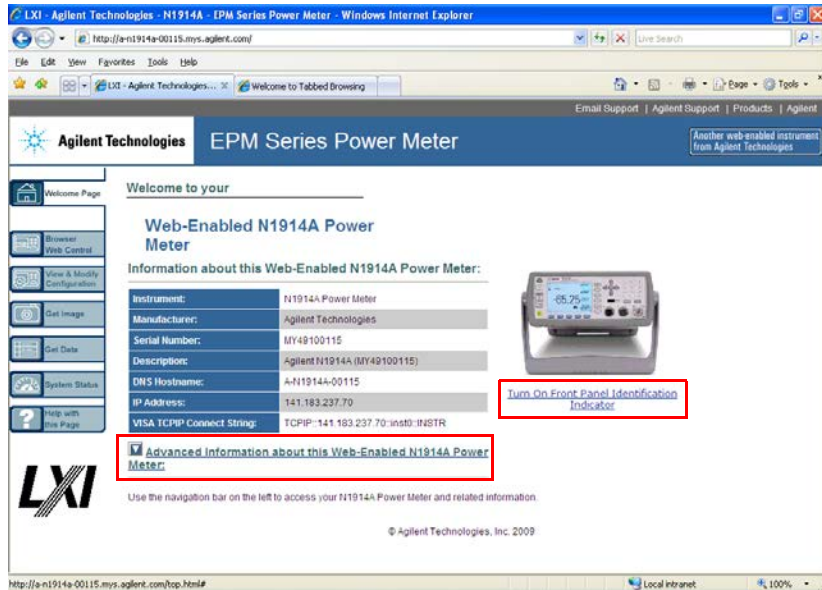 LXI - Agilent Technologies - N1914A - EPM Series Power Meter - Windows Internet Explorer
http://a-n1914a-00115.mys.agilent.com/
Live Search
File Edit View Favorites Tools Help
LXI - Agilent Technologies...
Welcome to Tabbed Browsing
Page
Tools
Email Support | Agilent Support | Products | Agilent
Agilent Technologies
EPM Series Power Meter
Another web-enabled instrument
from Agilent Technologies
Welcome Page
Browser
Web Control
View & Modify
Configuration
Get Image
Get Data
System Status
Help with
this Page
LXI
Welcome to your
Web-Enabled N1914A Power
Meter
Information about this Web-Enabled N1914A Power Meter:
Instrument: N1914A Power Meter
Manufacturer: Agilent Technologies
Serial Number: MY49100115
Description: Agilent N1914A (MY49100115)
DNS Hostname: A-N1914A-00115
IP Address: 141.183.237.70
VISA TCPIP Connect String: TCPIP::141.183.237.70::inst0::INSTR
Advanced Information about this Web-Enabled N1914A Power
Meter:
Use the navigation bar on the left to access your N1914A Power Meter and related information.
© Agilent Technologies, Inc. 2009
-65.25
Turn On Front Panel Identification
Indicator
http://a-n1914a-00115.mys.agilent.com/top.html#
Local intranet
100%